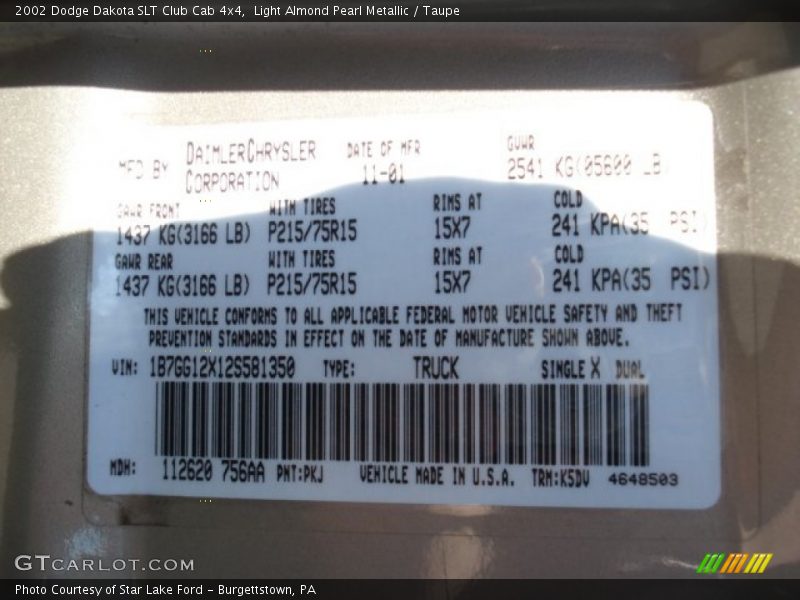 2002 Dodge Dakota SLT Club Cab 4x4, Light Almond Pearl Metallic / Taupe
MFD BY DAIMLERCHRYSLER CORPORATION DATE OF MFR 11-01 GVWR 2541 KG(05600 LB)
GAWR FRONT WITH TIRES RIMS AT COLD
1437 KG(3166 LB) P215/75R15 15X7 241 KPA(35 PSI)
GAWR REAR WITH TIRES RIMS AT COLD
1437 KG(3166 LB) P215/75R15 15X7 241 KPA(35 PSI)
THIS VEHICLE CONFORMS TO ALL APPLICABLE FEDERAL MOTOR VEHICLE SAFETY AND THEFT
PREVENTION STANDARDS IN EFFECT ON THE DATE OF MANUFACTURE SHOWN ABOVE.
VIN: 1B7GG12X12S581350 TYPE: TRUCK SINGLE X DUAL
MDH: 112620 756AA PNT:PKJ VEHICLE MADE IN U.S.A. TRM:K5DV 4648503
GTCARLOT.COM
Photo Courtesy of Star Lake Ford - Burgettstown, PA